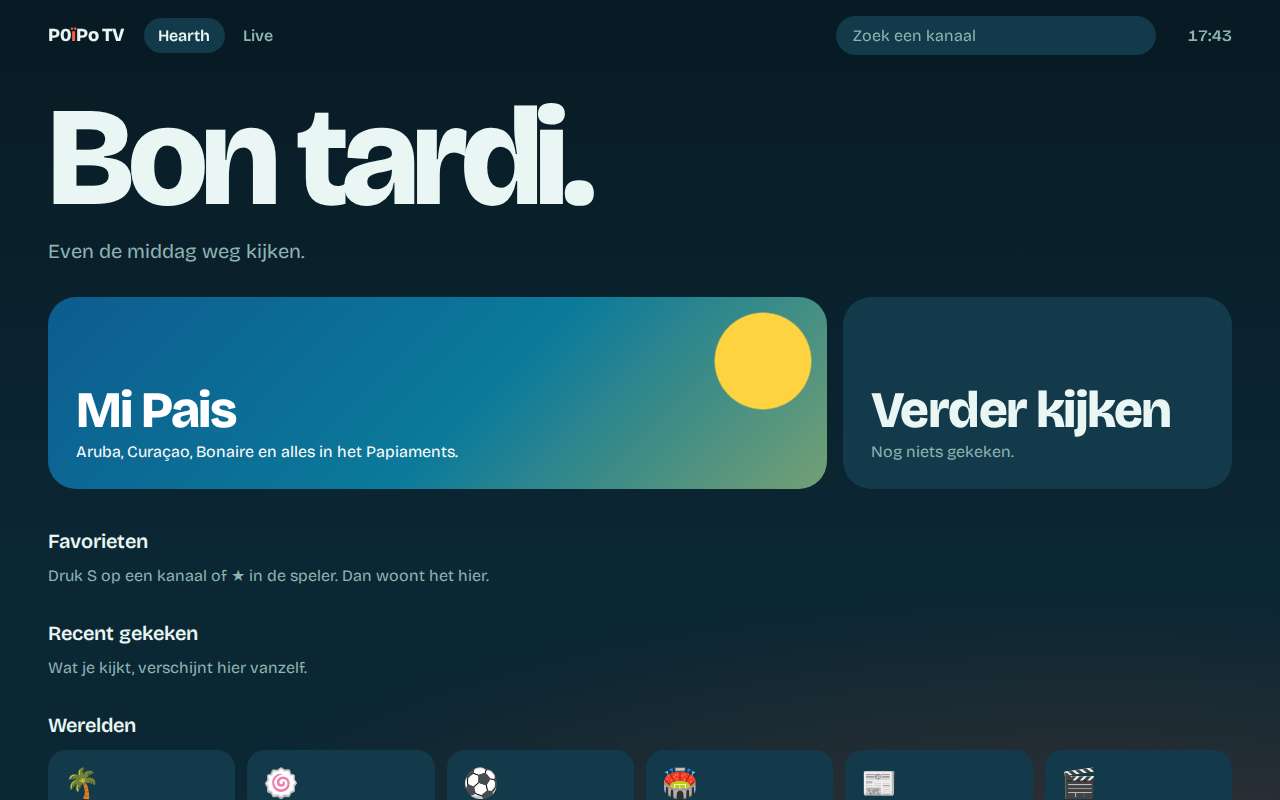 P0ïPo TV
Hearth
Live
Zoek een kanaal
17:43
Bon tardi.
Even de middag weg kijken.
Mi Pais
Aruba, Curaçao, Bonaire en alles in het Papiaments.
Verder kijken
Nog niets gekeken.
Favorieten
Druk S op een kanaal of ★ in de speler. Dan woont het hier.
Recent gekeken
Wat je kijkt, verschijnt hier vanzelf.
Werelden